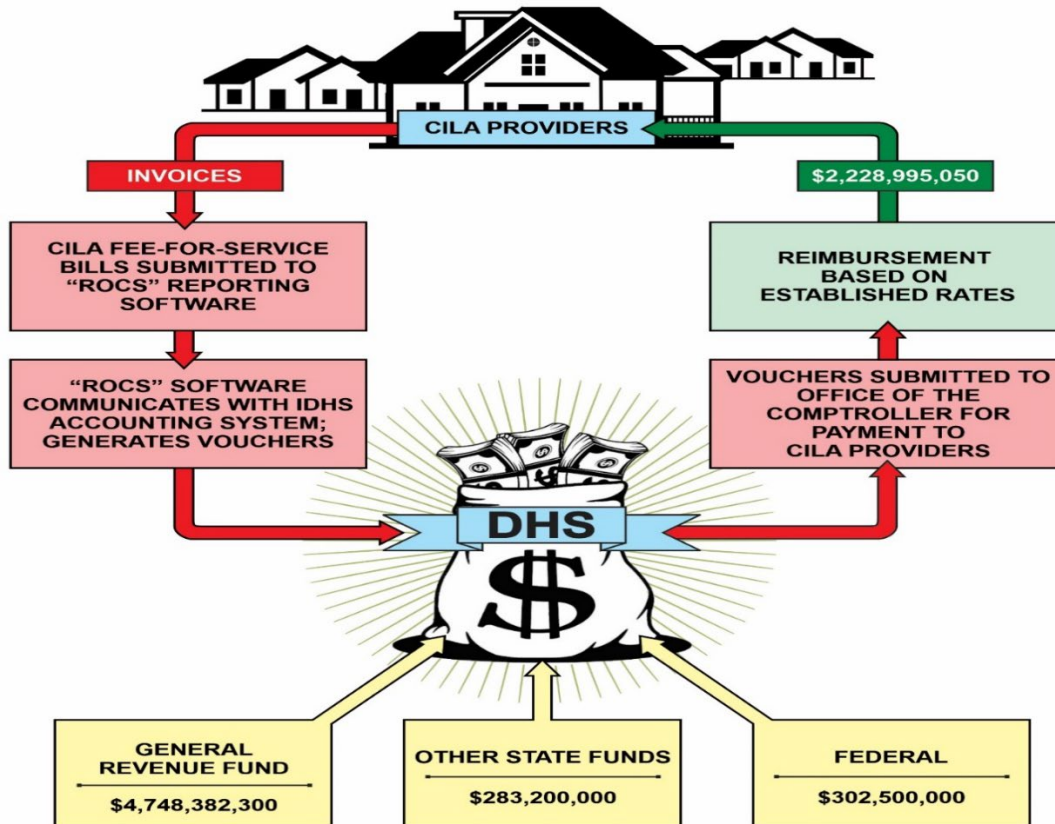 CILA PROVIDERS
INVOICES
CILA FEE-FOR-SERVICE
BILLS SUBMITTED TO
“ROCS” REPORTING
SOFTWARE
“ROCS” SOFTWARE
COMMUNICATES WITH IDHS
ACCOUNTING SYSTEM;
GENERATES VOUCHERS
$2,228,995,050
REIMBURSEMENT
BASED ON
ESTABLISHED RATES
VOUCHERS SUBMITTED TO
OFFICE OF THE
COMPTROLLER FOR
PAYMENT TO
CILA PROVIDERS
DHS
$
GENERAL
REVENUE FUND
$4,748,382,300
OTHER STATE FUNDS
$283,200,000
FEDERAL
$302,500,000